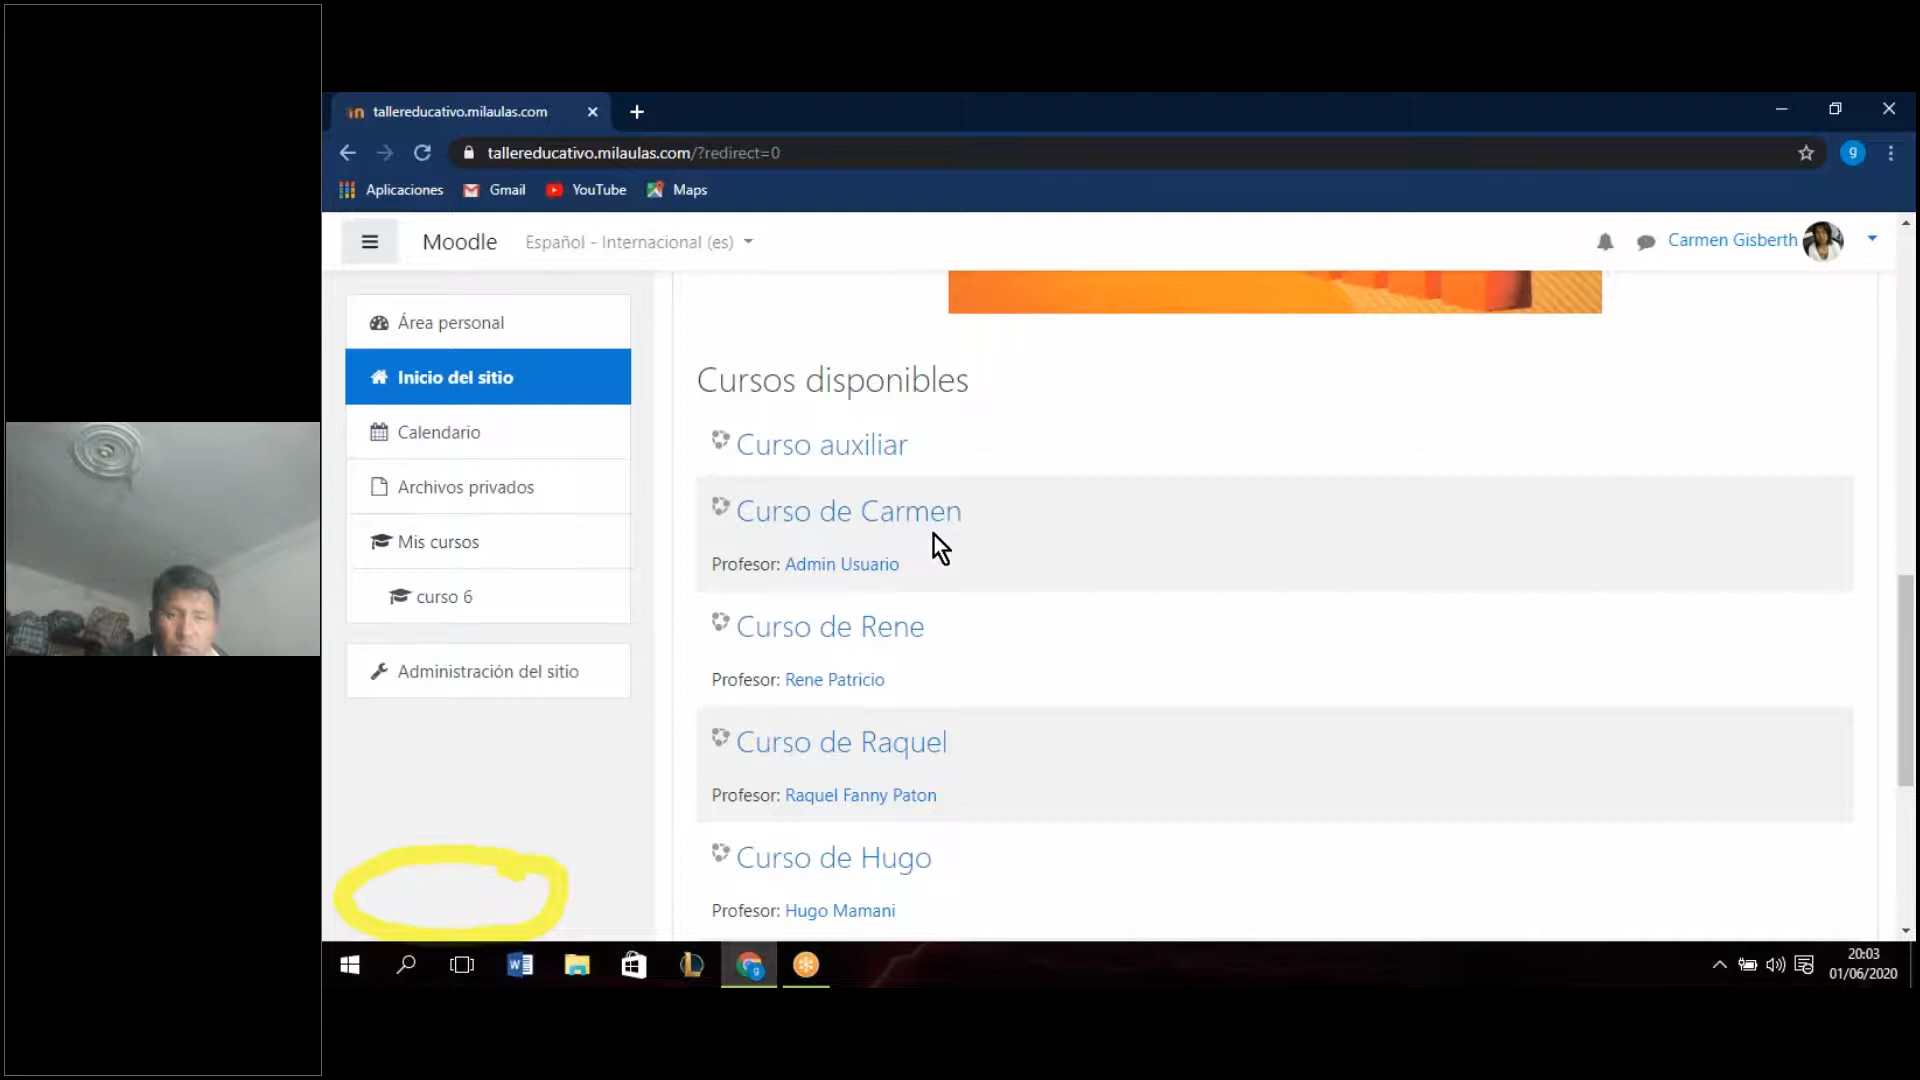 tallereducativo.milaulas.com
tallereducativo.milaulas.com/?redirect=0
g
Aplicaciones
Gmail
YouTube
Maps
Moodle
Español - Internacional (es)
Carmen Gisberth
Área personal
Inicio del sitio
Calendario
Archivos privados
Mis cursos
curso 6
Administración del sitio
Cursos disponibles
Curso auxiliar
Curso de Carmen
Profesor: Admin Usuario
Curso de Rene
Profesor: Rene Patricio
Curso de Raquel
Profesor: Raquel Fanny Paton
Curso de Hugo
Profesor: Hugo Mamani
20:03
01/06/2020